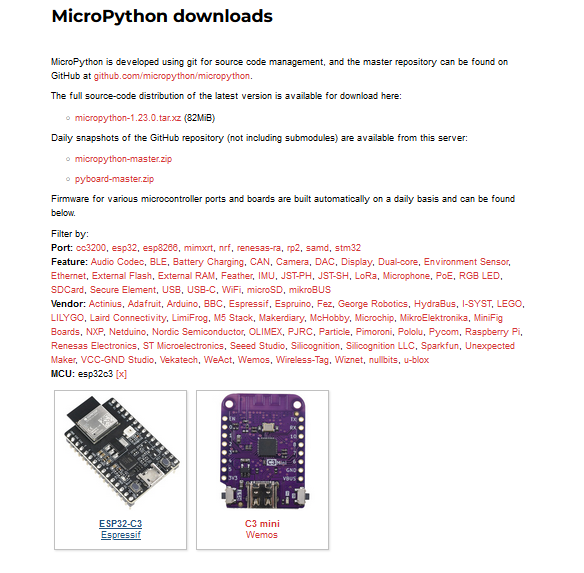 MicroPython downloads
MicroPython is developed using git for source code management, and the master repository can be found on
GitHub at github.com/micropython/micropython.
The full source-code distribution of the latest version is available for download here:
micropython-1.23.0.tar.xz (82MiB)
Daily snapshots of the GitHub repository (not including submodules) are available from this server:
micropython-master.zip
pyboard-master.zip
Firmware for various microcontroller ports and boards are built automatically on a daily basis and can be found
below.
Filter by:
Port: cc3200, esp32, esp8266, mimxrt, nrf, renesas-ra, rp2, samd, stm32
Feature: Audio Codec, BLE, Battery Charging, CAN, Camera, DAC, Display, Dual-core, Environment Sensor,
Ethernet, External Flash, External RAM, Feather, IMU, JST-PH, JST-SH, LoRa, Microphone, PoE, RGB LED,
SDCard, Secure Element, USB, USB-C, WiFi, microSD, mikroBUS
Vendor: Actinius, Adafruit, Arduino, BBC, Espressif, Espruino, Fez, George Robotics, HydraBus, I-SYST, LEGO,
LILYGO, Laird Connectivity, LimiFrog, M5 Stack, Makerdiary, McHobby, Microchip, MikroElektronika, MiniFig
Boards, NXP, Netduino, Nordic Semiconductor, OLIMEX, PJRC, Particle, Pimoroni, Pololu, Pycom, Raspberry Pi,
Renesas Electronics, ST Microelectronics, Seeed Studio, Silicognition, Silicognition LLC, Sparkfun, Unexpected
Maker, VCC-GND Studio, Vekatech, WeAct, Wemos, Wireless-Tag, Wiznet, nullbits, u-blox
MCU: esp32c3 [x]
3V3
GND
VBUS
ESP32-C3
Espressif
C3 mini
Wemos